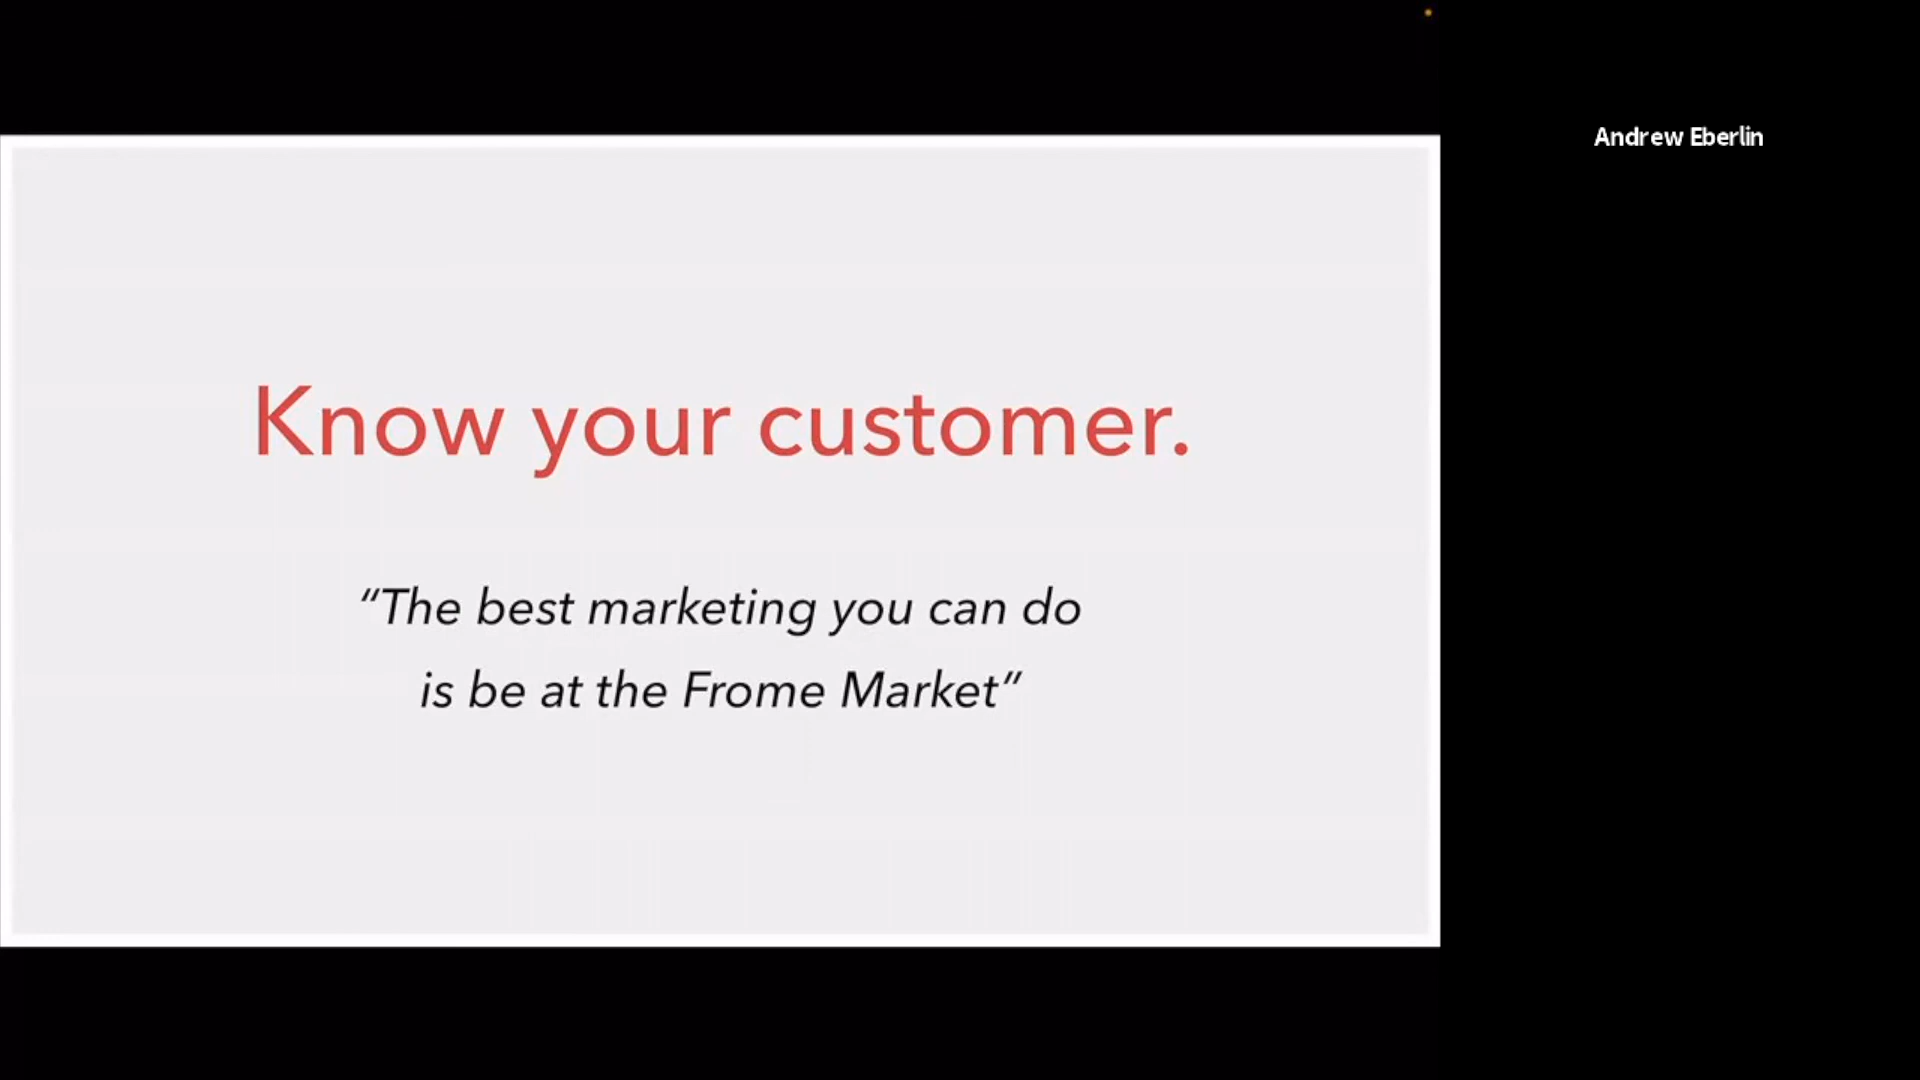 Andrew Eberlin
Know your customer.
“The best marketing you can do
is be at the Frome Market”